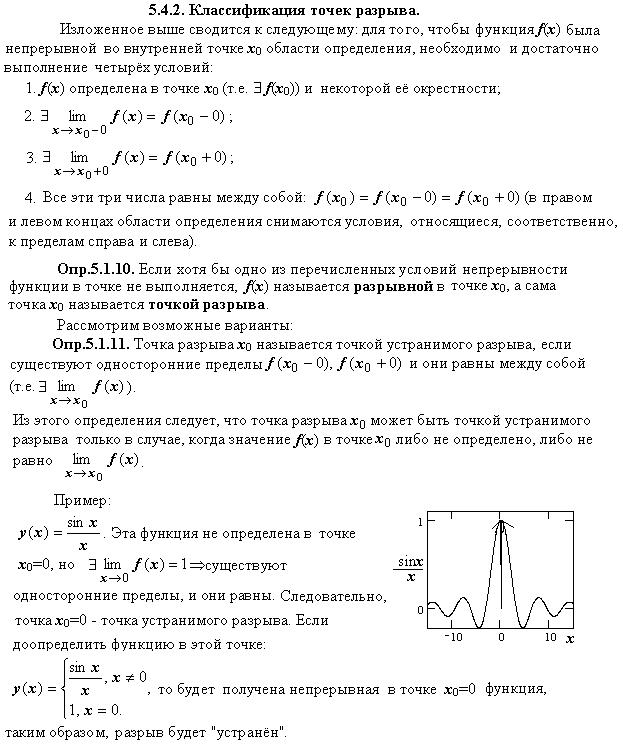 5.4.2. Классификация точек разрыва.
Изложенное выше сводится к следующему: для того, чтобы функция f(x) была
непрерывной во внутренней точке x₀ области определения, необходимо и достаточно
выполнение четырёх условий:
1. f(x) определена в точке x₀ (т.е. ∃ f(x₀)) и некоторой её окрестности;
2. ∃ lim_{x→x₀−0} f(x) = f(x₀ − 0) ;
3. ∃ lim_{x→x₀+0} f(x) = f(x₀ + 0) ;
4. Все эти три числа равны между собой: f(x₀) = f(x₀ − 0) = f(x₀ + 0) (в правом
и левом концах области определения снимаются условия, относящиеся, соответственно,
к пределам справа и слева).
Опр.5.1.10. Если хотя бы одно из перечисленных условий непрерывности
функции в точке не выполняется, f(x) называется разрывной в точке x₀, а сама
точка x₀ называется точкой разрыва.
Рассмотрим возможные варианты:
Опр.5.1.11. Точка разрыва x₀ называется точкой устранимого разрыва, если
существуют односторонние пределы f(x₀ − 0), f(x₀ + 0) и они равны между собой
(т.е. ∃ lim_{x→x₀} f(x) ).
Из этого определения следует, что точка разрыва x₀ может быть точкой устранимого
разрыва только в случае, когда значение f(x) в точке x₀ либо не определено, либо не
равно lim_{x→x₀} f(x).
Пример:
y(x) = sin x / x . Эта функция не определена в точке
x₀=0, но ∃ lim_{x→0} f(x) = 1⇒существуют
односторонние пределы, и они равны. Следовательно,
точка x₀=0 - точка устранимого разрыва. Если
доопределить функцию в этой точке:
1
sinx / x
0
−10 0 10 x
y(x) = { sin x / x , x ≠ 0
1, x = 0. , то будет получена непрерывная в точке x₀=0 функция,
таким образом, разрыв будет "устранён".